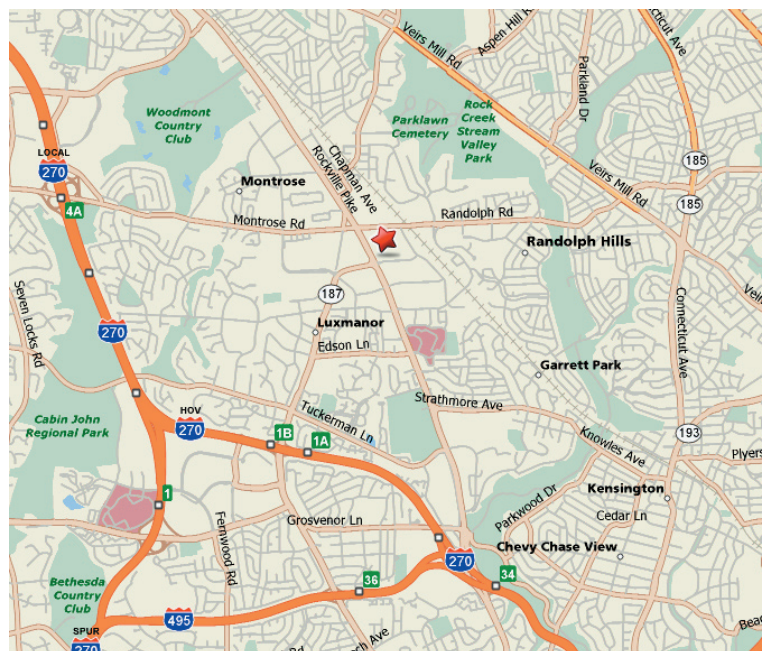 Veirs Mill Rd
Aspen Hill R
cticut Ave
Parkland Dr
Woodmont
Country
Club
Parklawn
Cemetery
Rock
Creek
Stream
Valley
Park
LOCAL
270
4A
Montrose
Chapman Ave
Rockville Pike
185
Veirs Mill Rd
185
Montrose Rd
Randolph Rd
Randolph Hills
187
Seven Locks Rd
270
Luxmanor
Edson Ln
Connecticut Ave
Veir
Garrett Park
Strathmore Ave
Tuckerman Ln
HOV
270
1B
1A
Cabin John
Regional Park
193
Knowles Ave
Plyers
1
Kensington
Parkwood Dr
Cedar Ln
Fernwood Rd
Grosvenor Ln
Chevy Chase View
270
34
36
Bethesda
Country
Club
495
SPUR
270
Rd
och Ave
Beac